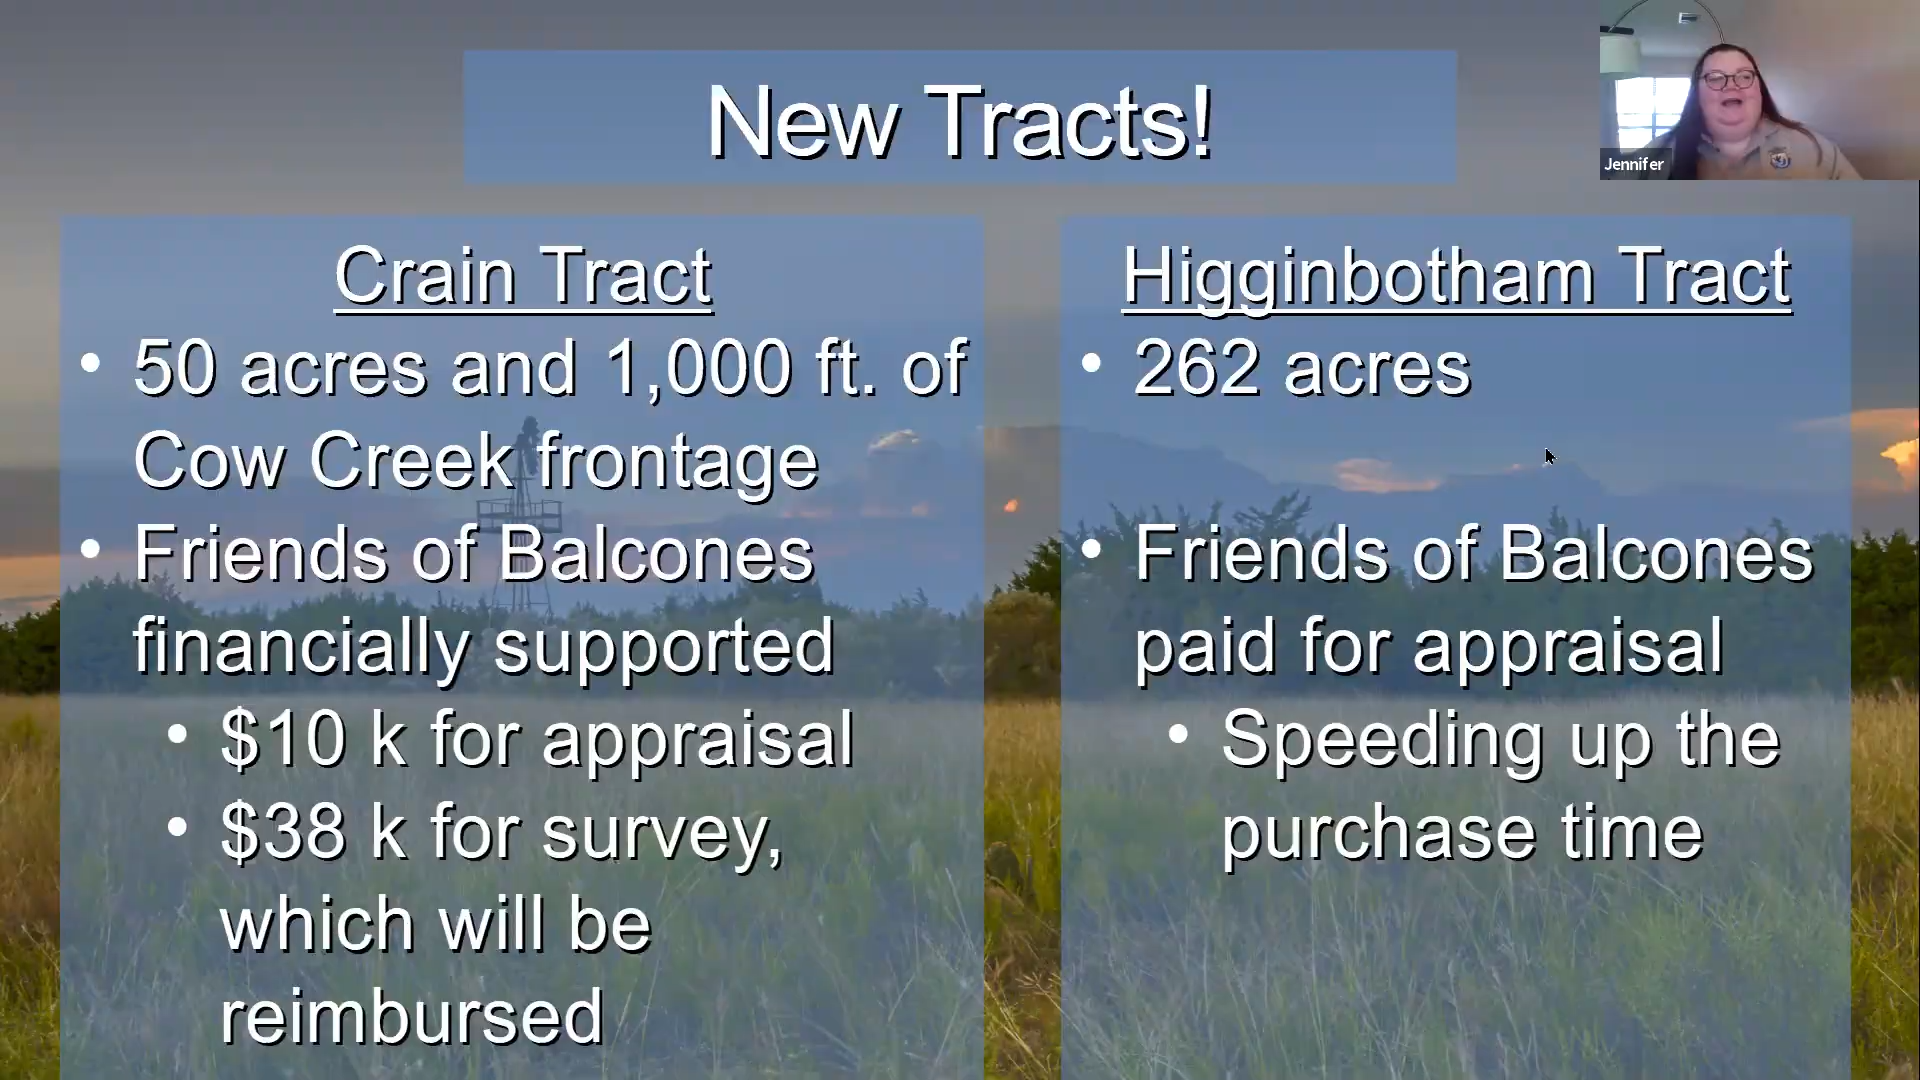 New Tracts!
Jennifer
Crain Tract
• 50 acres and 1,000 ft. of
Cow Creek frontage
• Friends of Balcones
financially supported
• $10 k for appraisal
• $38 k for survey,
which will be
reimbursed
Higginbotham Tract
• 262 acres
• Friends of Balcones
paid for appraisal
• Speeding up the
purchase time